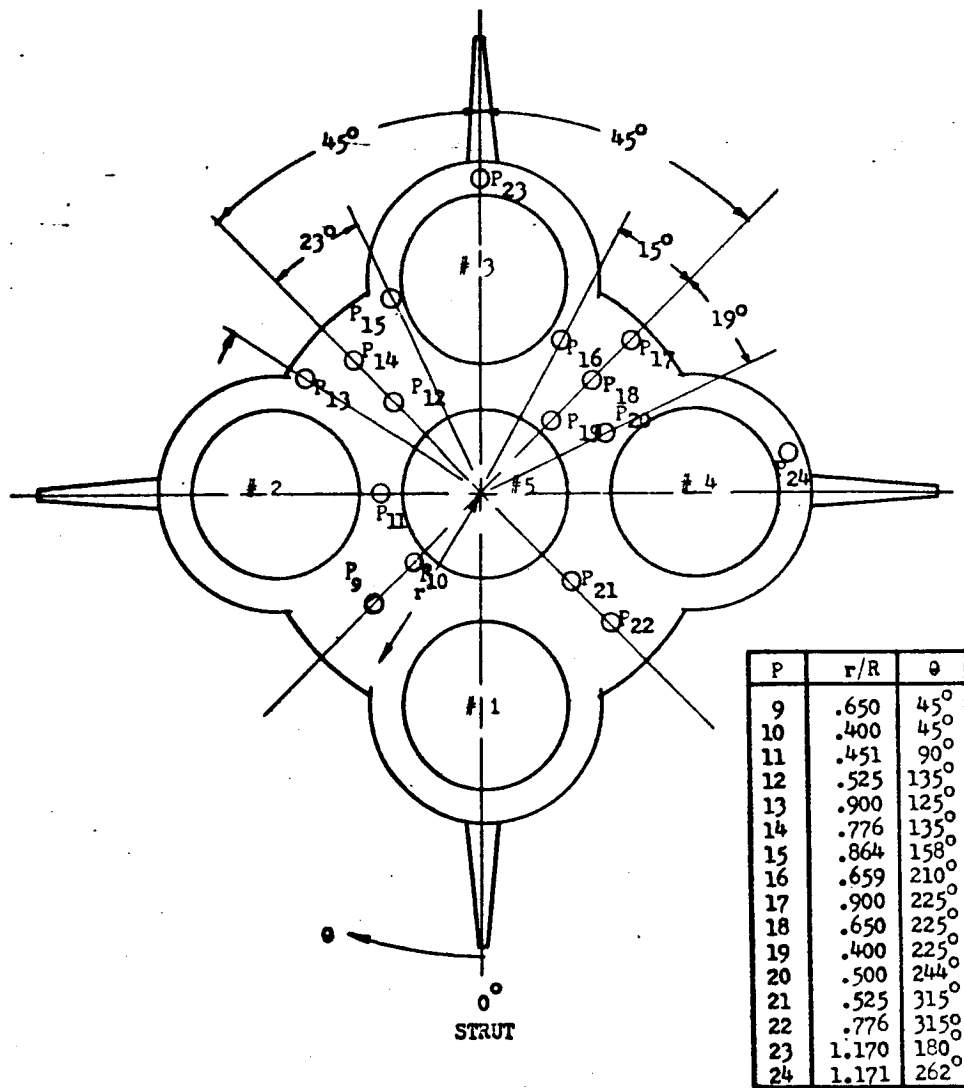 45°
45°
P23
23°
# 3
15°
19°
P15
P14
P13
P12
P16
P17
P18
P19
P20
# 2
#5
# 4
P24
P11
P9
P10
r
P21
P22
# 1
θ
0°
STRUT
P r/R θ
9 .650 45°
10 .400 45°
11 .451 90°
12 .525 135°
13 .900 125°
14 .776 135°
15 .864 158°
16 .659 210°
17 .900 225°
18 .650 225°
19 .400 225°
20 .500 244°
21 .525 315°
22 .776 315°
23 1.170 180°
24 1.171 262°